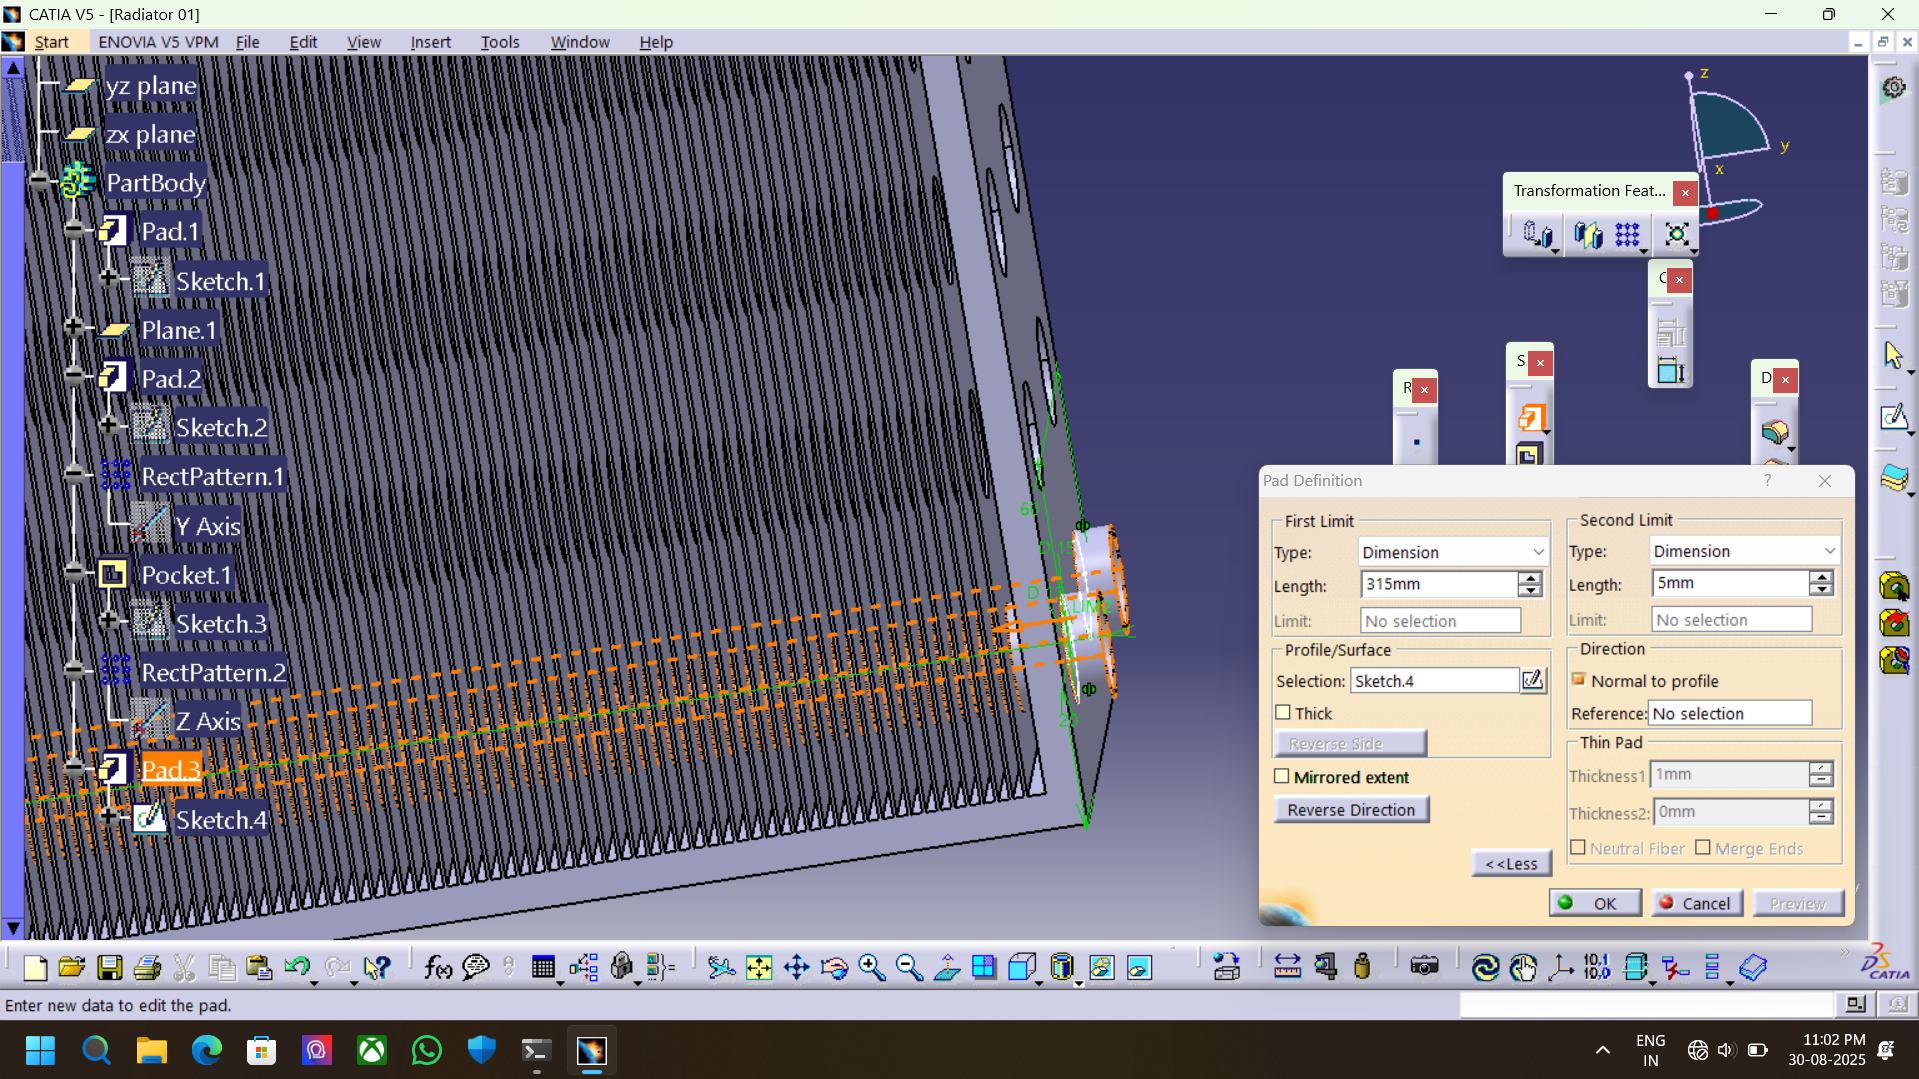 CATIA V5 - [Radiator 01]
Start ENOVIA V5 VPM File Edit View Insert Tools Window Help
yz plane
zx plane
PartBody
Pad.1
Sketch.1
Plane.1
Pad.2
Sketch.2
RectPattern.1
Y Axis
Pocket.1
Sketch.3
RectPattern.2
Z Axis
Pad.3
Sketch.4
z
y
x
Transformation Feat...
S
R
D
LIM2
Pad Definition ?
First Limit
Type: Dimension
Length: 315mm
Limit: No selection
Second Limit
Type: Dimension
Length: 5mm
Limit: No selection
Profile/Surface
Selection: Sketch.4
Thick
Reverse Side
Mirrored extent
Reverse Direction
Direction
Normal to profile
Reference: No selection
Thin Pad
Thickness1 1mm
Thickness2: 0mm
Neutral Fiber Merge Ends
<<Less
OK Cancel Preview
f(x)
10,1
10,0
CATIA
Enter new data to edit the pad.
ENG
IN
11:02 PM
30-08-2025